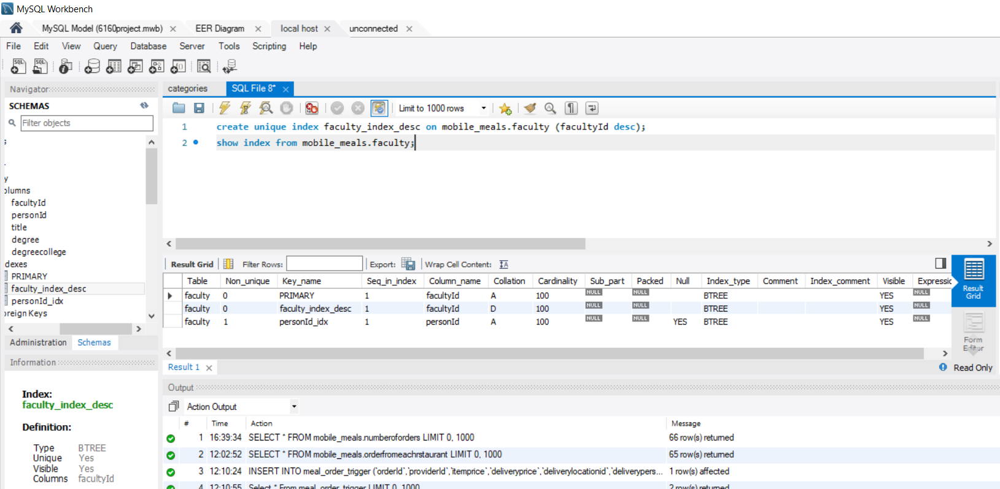 MySQL Workbench
MySQL Model (6160project.mwb) EER Diagram local host unconnected
File Edit View Query Database Server Tools Scripting Help
Navigator
SCHEMAS
Filter objects
facultyId
personId
title
degree
degreecollege
PRIMARY
faculty_index_desc
personId_idx
Administration Schemas
Information
Index:
faculty_index_desc
Definition:
Type BTREE
Unique Yes
Visible Yes
Columns facultyId
categories SQL File 8*
Limit to 1000 rows
1 create unique index faculty_index_desc on mobile_meals.faculty (facultyId desc);
2 show index from mobile_meals.faculty;
Result Grid Filter Rows: Export: Wrap Cell Content:
Table Non_unique Key_name Seq_in_index Column_name Collation Cardinality Sub_part Packed Null Index_type Comment Index_comment Visible Expressic
faculty 0 PRIMARY 1 facultyId A 100 NULL NULL BTREE YES NULL
faculty 0 faculty_index_desc 1 facultyId D 100 NULL NULL BTREE YES NULL
faculty 1 personId_idx 1 personId A 100 NULL NULL YES BTREE YES NULL
Result Grid
Form Editor
Result 1
Read Only
Output
Action Output
# Time Action Message
1 16:39:34 SELECT * FROM mobile_meals.numberoforders LIMIT 0, 1000 66 row(s) returned
2 12:02:52 SELECT * FROM mobile_meals.orderfromeachrstaurant LIMIT 0, 1000 65 row(s) returned
3 12:10:24 INSERT INTO meal_order_trigger (`orderId`,`providerId`,`itemprice`,`deliveryprice`,`deliverylocationid`,`deliverypers... 1 row(s) affected
4 12:10:55 Select * From meal_order_trigger LIMIT 0, 1000 2 row(s) returned